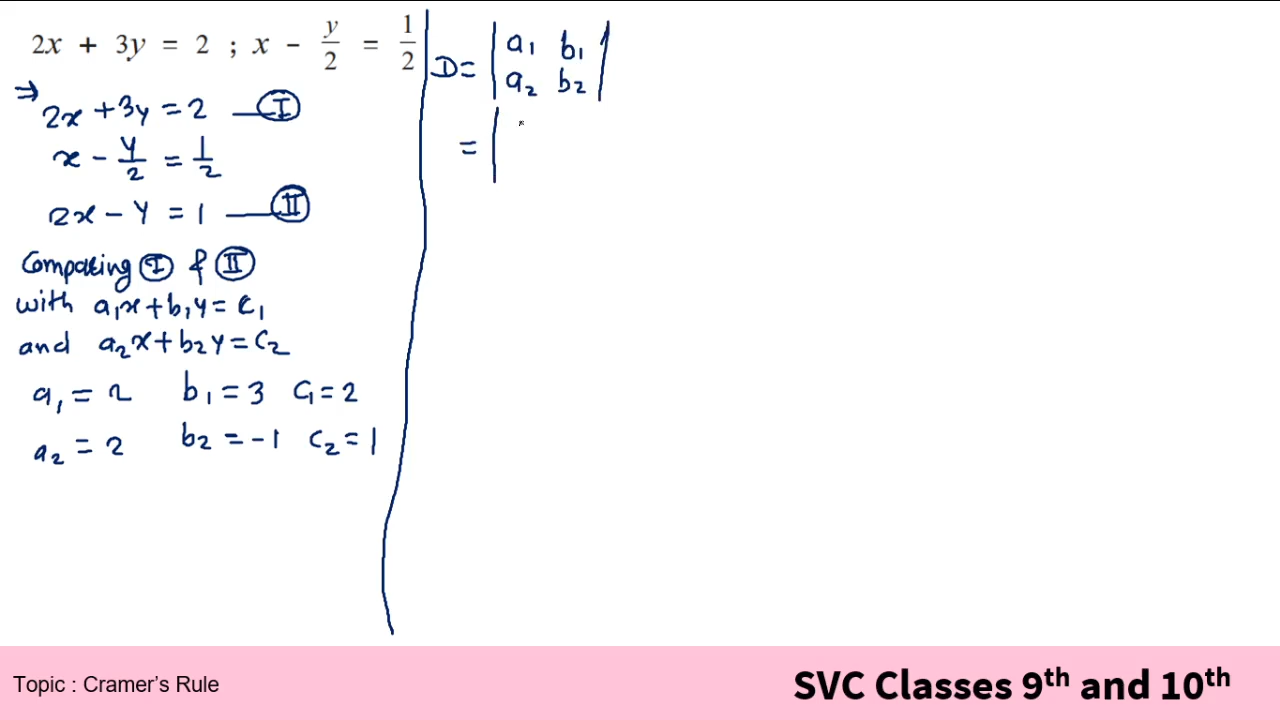 2x + 3y = 2 ; x - y/2 = 1/2
⇒
2x + 3y = 2 —(I)
x - y/2 = 1/2
2x - y = 1 —(II)
Comparing (I) & (II)
with a₁x + b₁y = c₁
and a₂x + b₂y = c₂
a₁ = 2 b₁ = 3 c₁ = 2
a₂ = 2 b₂ = -1 c₂ = 1
D = | a₁ b₁ |
| a₂ b₂ |
= |
Topic : Cramer's Rule
SVC Classes 9th and 10th